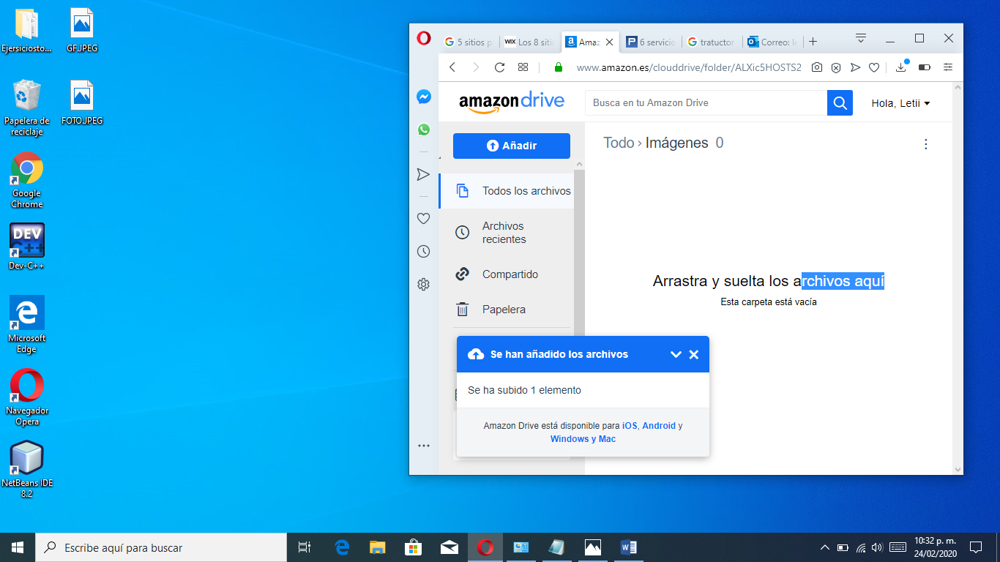 Ejersiciosto...
GF.JPEG
Papelera de
reciclaje
FOTO.JPEG
Google
Chrome
DEV
C++
Dev-C++
Microsoft
Edge
Navegador
Opera
NetBeans IDE
8.2
5 sitios p
WIX Los 8 siti
Amaz
6 servicio
tratuctor
Correo: le
www.amazon.es/clouddrive/folder/ALXic5HOSTS2
amazon drive
Busca en tu Amazon Drive
Hola, Letii
Añadir
Todo › Imágenes 0
Todos los archivos
Archivos
recientes
Compartido
Papelera
Arrastra y suelta los archivos aquí
Esta carpeta está vacía
Se han añadido los archivos
Se ha subido 1 elemento
Amazon Drive está disponible para iOS, Android y
Windows y Mac
Escribe aquí para buscar
10:32 p. m.
24/02/2020